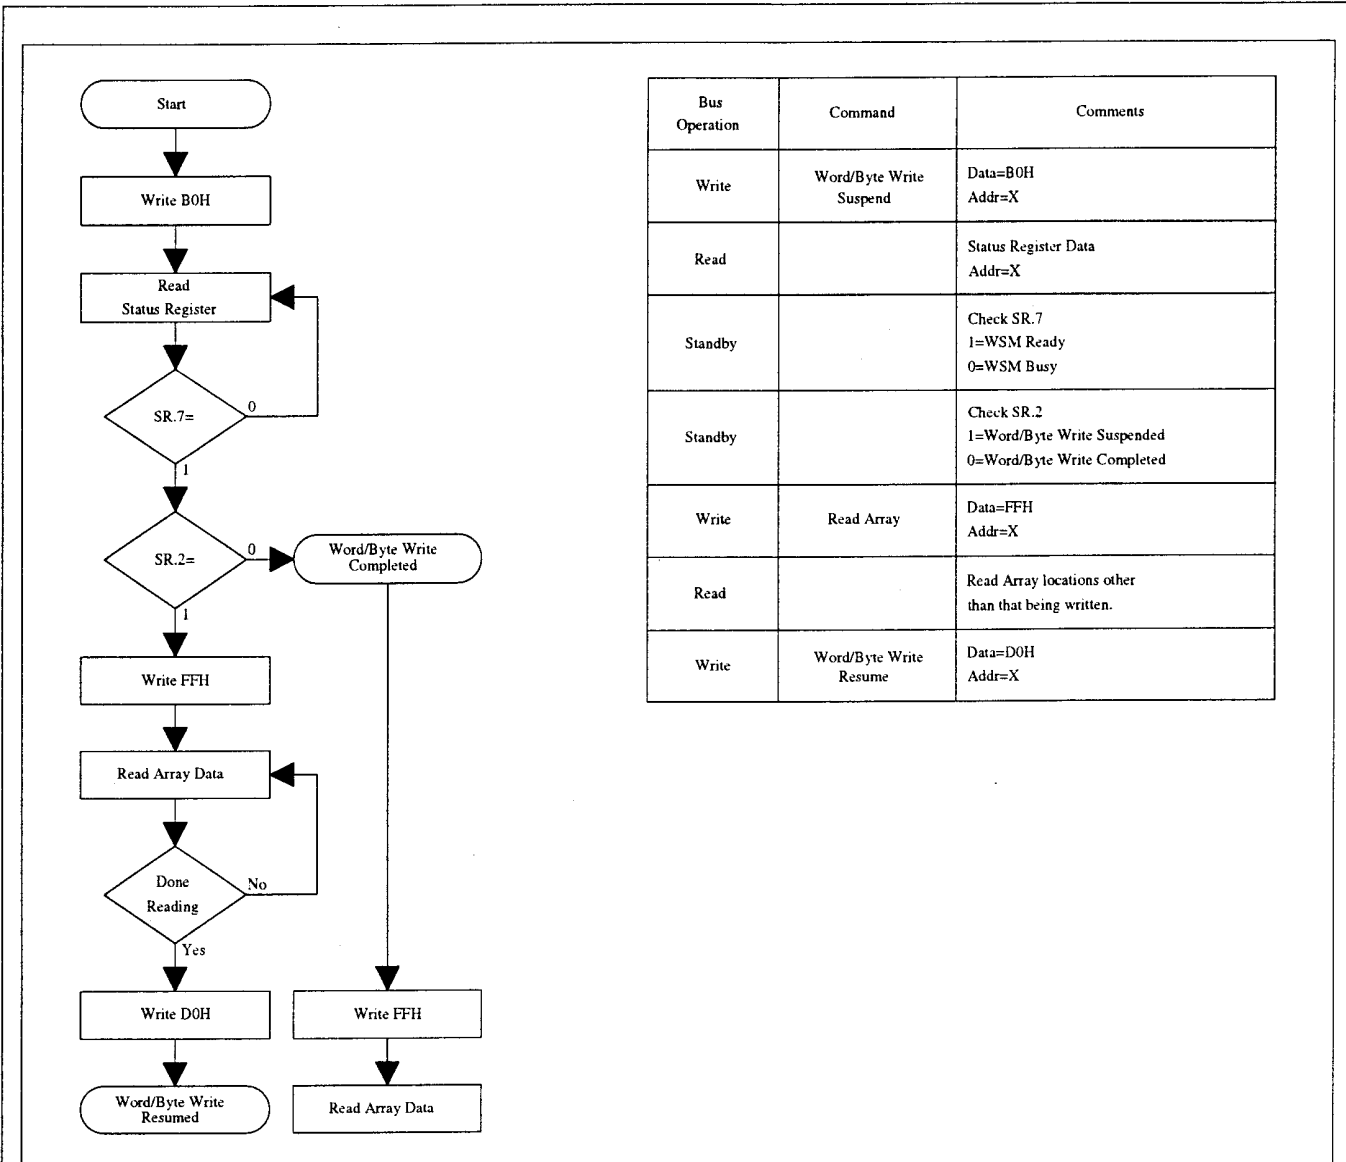 Start
Write B0H
Read
Status Register
SR.7=
0
1
SR.2=
0
Word/Byte Write
Completed
1
Write FFH
Read Array Data
Done
Reading
No
Yes
Write D0H
Write FFH
Word/Byte Write
Resumed
Read Array Data
Bus
Operation
Command
Comments
Write
Word/Byte Write
Suspend
Data=B0H
Addr=X
Read
Status Register Data
Addr=X
Standby
Check SR.7
1=WSM Ready
0=WSM Busy
Standby
Check SR.2
1=Word/Byte Write Suspended
0=Word/Byte Write Completed
Write
Read Array
Data=FFH
Addr=X
Read
Read Array locations other
than that being written.
Write
Word/Byte Write
Resume
Data=D0H
Addr=X